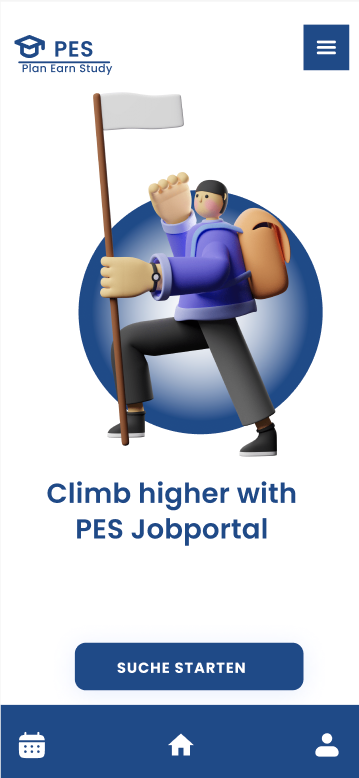 PES
Plan Earn Study
Climb higher with
PES Jobportal
SUCHE STARTEN